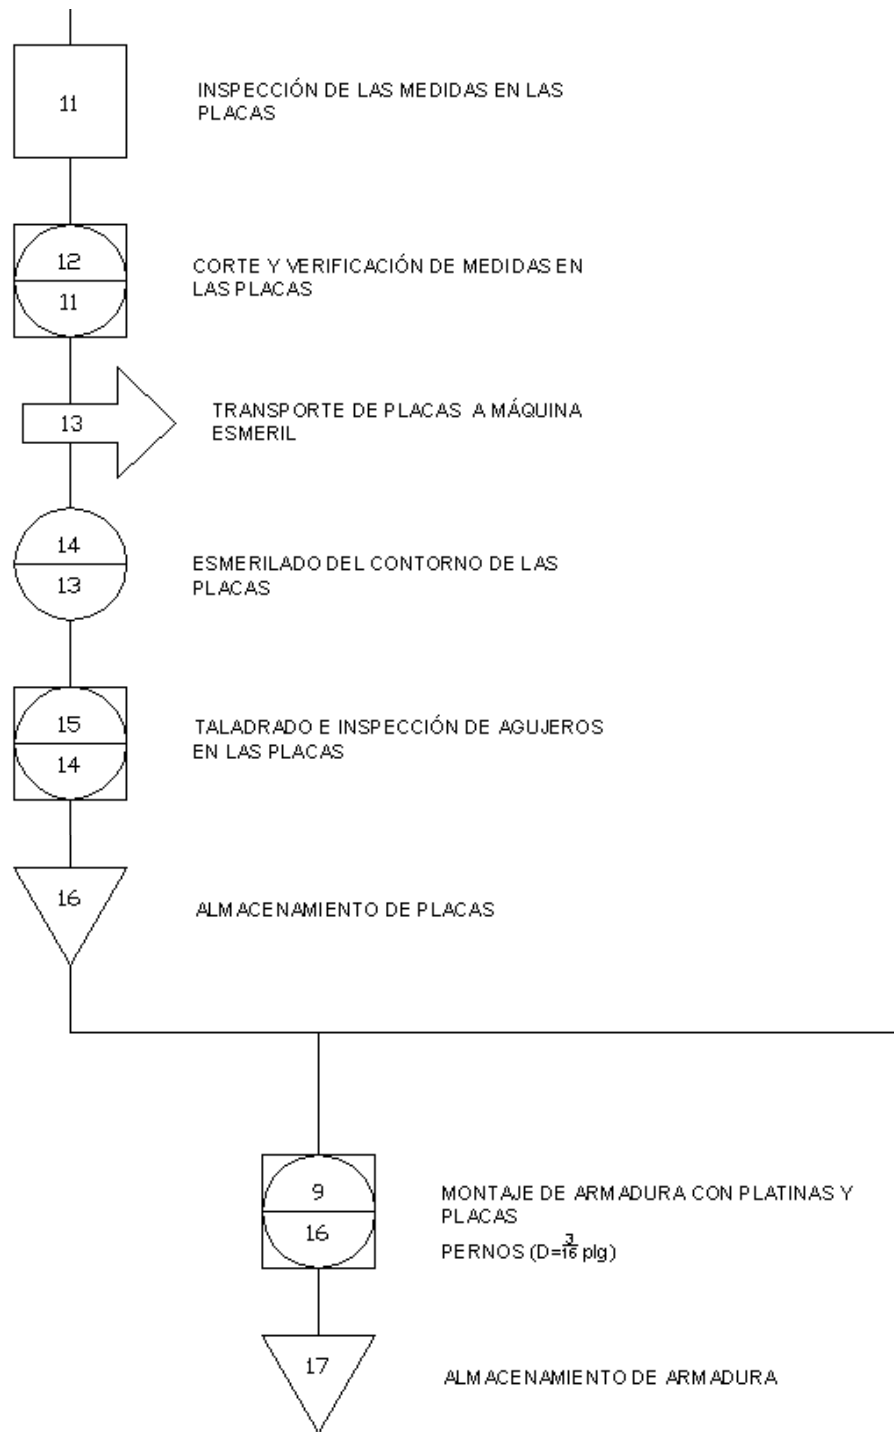 11
INSPECCIÓN DE LAS MEDIDAS EN LAS
PLACAS
12
11
CORTE Y VERIFICACIÓN DE MEDIDAS EN
LAS PLACAS
13
TRANSPORTE DE PLACAS A MÁQUINA
ESMERIL
14
13
ESMERILADO DEL CONTORNO DE LAS
PLACAS
15
14
TALADRADO E INSPECCIÓN DE AGUJEROS
EN LAS PLACAS
16
ALMACENAMIENTO DE PLACAS
9
16
MONTAJE DE ARMADURA CON PLATINAS Y
PLACAS
PERNOS (D=3/16 plg)
17
ALMACENAMIENTO DE ARMADURA